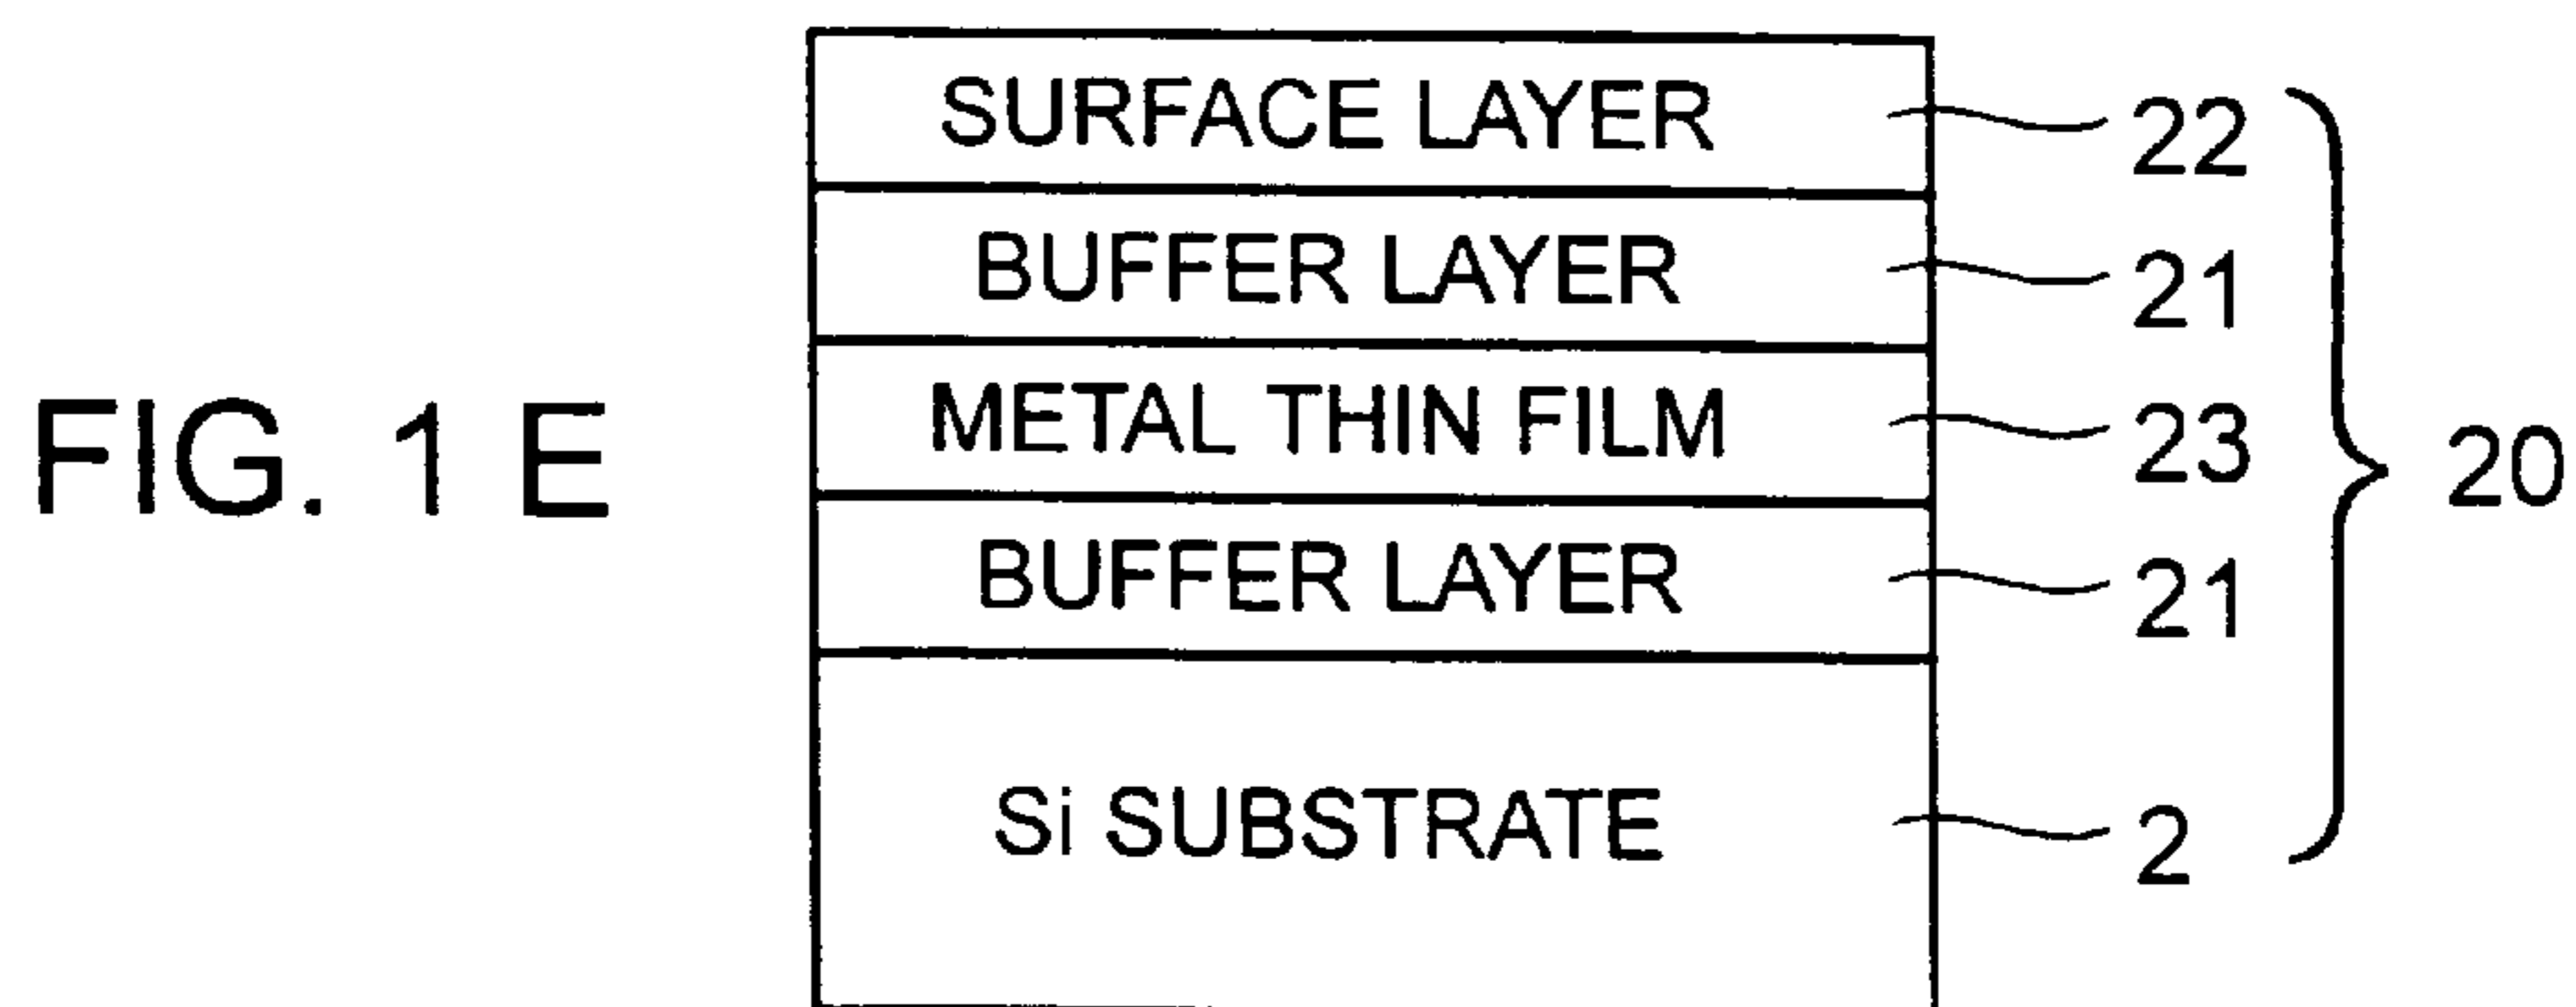 SURFACE LAYER 22
BUFFER LAYER 21
METAL THIN FILM 23
FIG. 1 E 20
BUFFER LAYER 21
Si SUBSTRATE 2